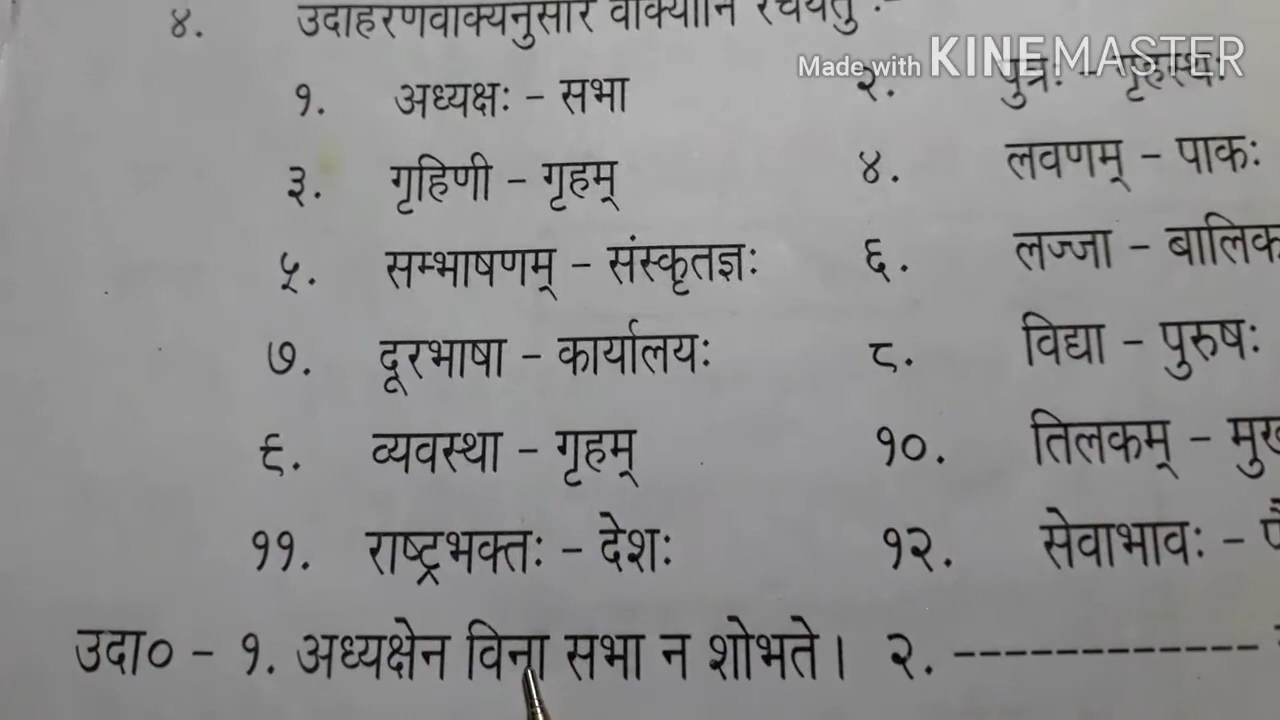 ४. उदाहरणवाक्यनुसारं वाक्यानि रचयतु :-
Made with KINEMASTER
१. अध्यक्षः - सभा २. पुत्रः - गृहस्थः
३. गृहिणी - गृहम् ४. लवणम् - पाकः
५. सम्भाषणम् - संस्कृतज्ञः ६. लज्जा -
७. दूरभाषा - कार्यालयः ८. विद्या - पुरुषः
९. व्यवस्था - गृहम् १०. तिलकम् -
११. राष्ट्रभक्तः - देशः १२. सेवाभावः -
उदा० - १. अध्यक्षेन विना सभा न शोभते। २. -------------